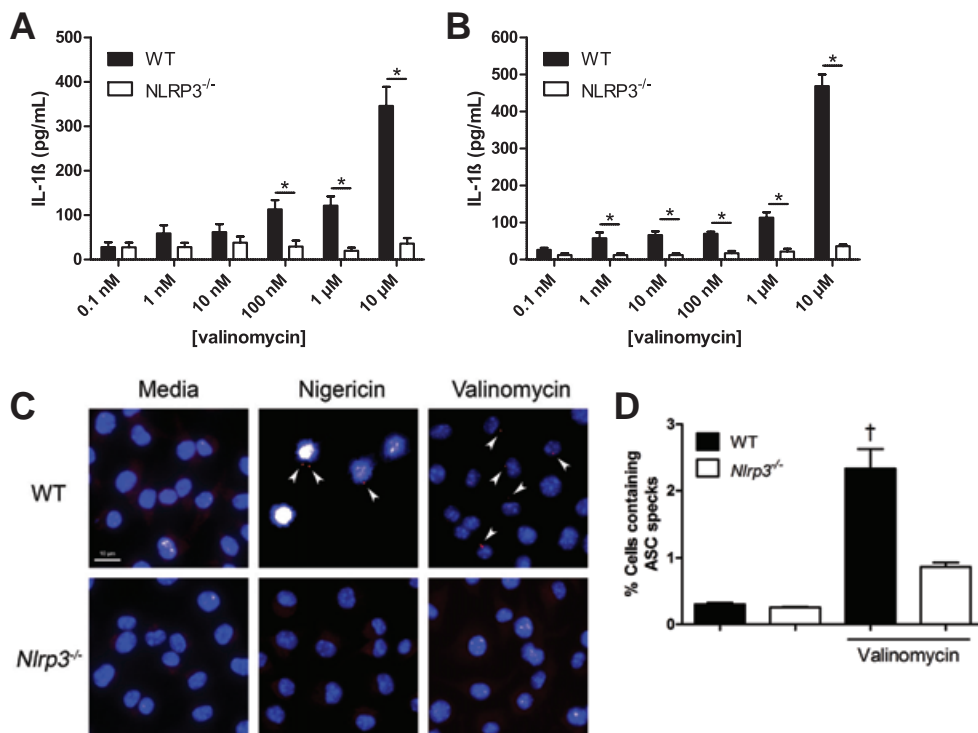 A
500
400
300
200
100
0
IL-1ß (pg/mL)
WT
NLRP3-/-
*
*
*
0.1 nM
1 nM
10 nM
100 nM
1 µM
10 µM
[valinomycin]
B
600
500
400
300
200
100
0
IL-1ß (pg/mL)
WT
NLRP3-/-
*
*
*
*
*
0.1 nM
1 nM
10 nM
100 nM
1 µM
10 µM
[valinomycin]
C
Media
Nigericin
Valinomycin
WT
10 µm
Nlrp3-/-
D
3
2
1
0
% Cells containing
ASC specks
WT
Nlrp3-/-
†
Valinomycin